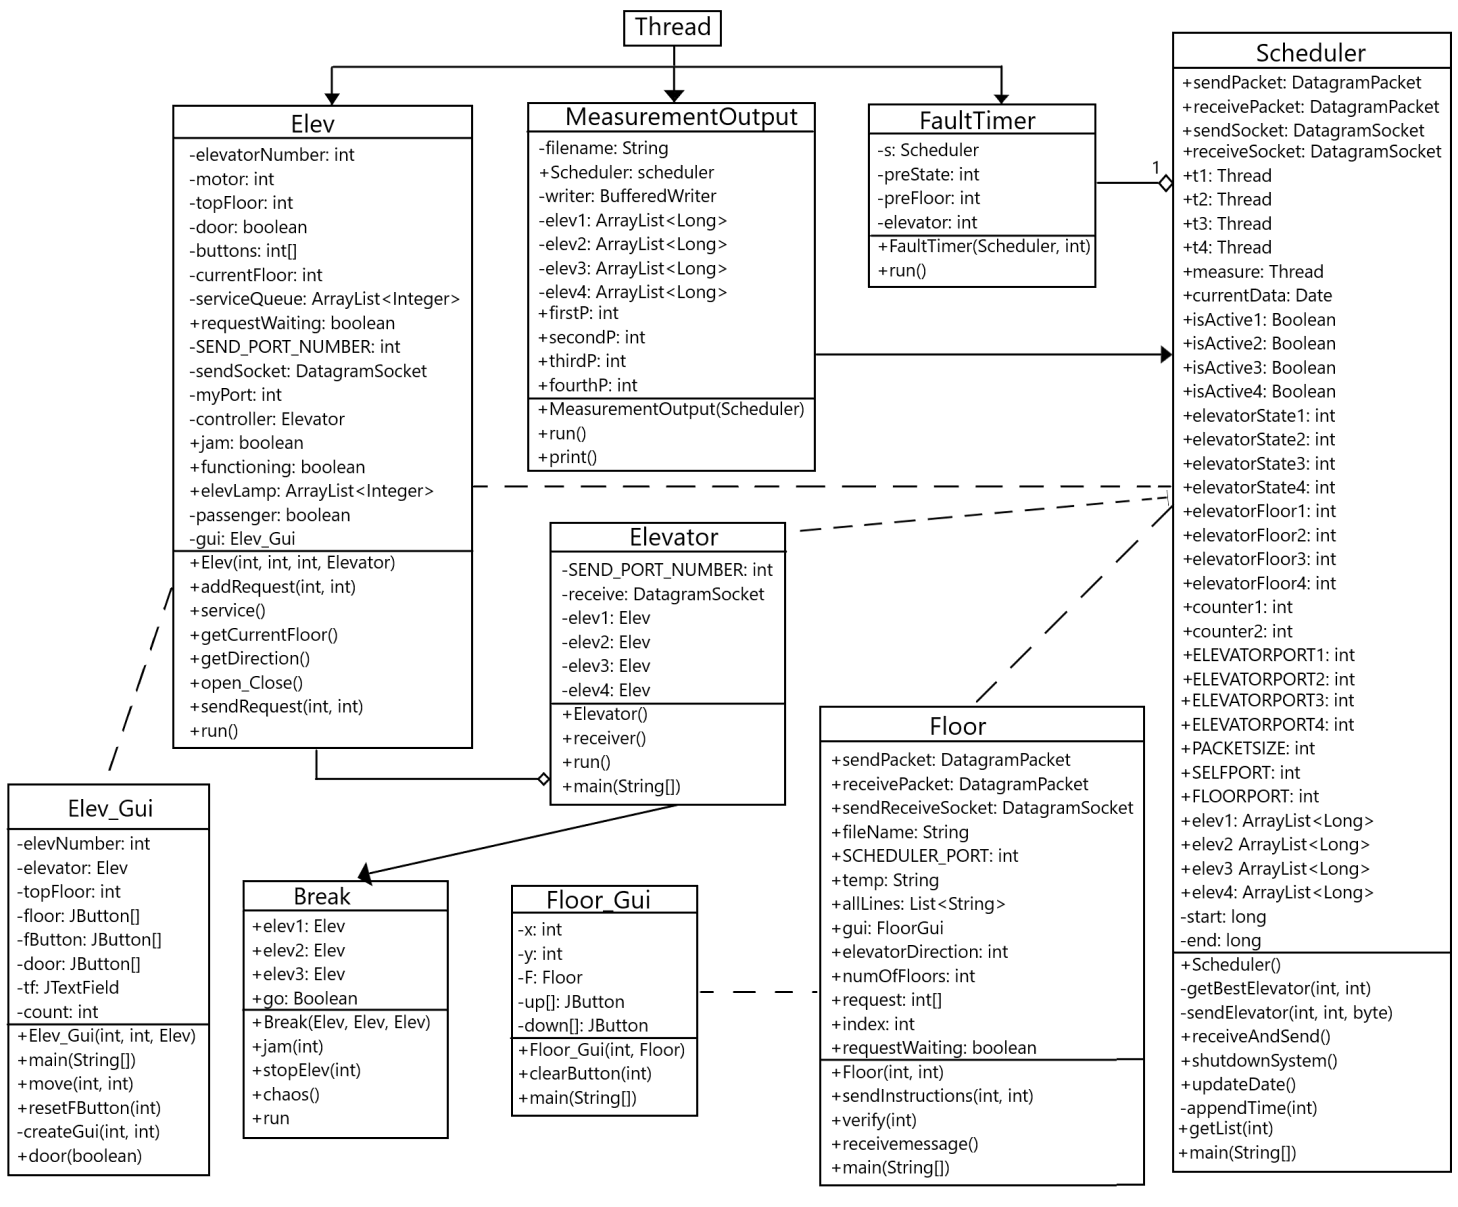 Thread
Elev
-elevatorNumber: int
-motor: int
-topFloor: int
-door: boolean
-buttons: int[]
-currentFloor: int
-serviceQueue: ArrayList<Integer>
+requestWaiting: boolean
-SEND_PORT_NUMBER: int
-sendSocket: DatagramSocket
-myPort: int
-controller: Elevator
+jam: boolean
+functioning: boolean
+elevLamp: ArrayList<Integer>
-passenger: boolean
-gui: Elev_Gui
+Elev(int, int, int, Elevator)
+addRequest(int, int)
+service()
+getCurrentFloor()
+getDirection()
+open_Close()
+sendRequest(int, int)
+run()
MeasurementOutput
-filename: String
+Scheduler: scheduler
-writer: BufferedWriter
-elev1: ArrayList<Long>
-elev2: ArrayList<Long>
-elev3: ArrayList<Long>
-elev4: ArrayList<Long>
+firstP: int
+secondP: int
+thirdP: int
+fourthP: int
+MeasurementOutput(Scheduler)
+run()
+print()
FaultTimer
-s: Scheduler
-preState: int
-preFloor: int
-elevator: int
+FaultTimer(Scheduler, int)
+run()
1
Scheduler
+sendPacket: DatagramPacket
+receivePacket: DatagramPacket
+sendSocket: DatagramSocket
+receiveSocket: DatagramSocket
+t1: Thread
+t2: Thread
+t3: Thread
+t4: Thread
+measure: Thread
+currentData: Date
+isActive1: Boolean
+isActive2: Boolean
+isActive3: Boolean
+isActive4: Boolean
+elevatorState1: int
+elevatorState2: int
+elevatorState3: int
+elevatorState4: int
+elevatorFloor1: int
+elevatorFloor2: int
+elevatorFloor3: int
+elevatorFloor4: int
+counter1: int
+counter2: int
+ELEVATORPORT1: int
+ELEVATORPORT2: int
+ELEVATORPORT3: int
+ELEVATORPORT4: int
+PACKETSIZE: int
+SELFPORT: int
+FLOORPORT: int
+elev1: ArrayList<Long>
+elev2 ArrayList<Long>
+elev3 ArrayList<Long>
+elev4: ArrayList<Long>
-start: long
-end: long
+Scheduler()
-getBestElevator(int, int)
-sendElevator(int, int, byte)
+receiveAndSend()
+shutdownSystem()
+updateDate()
-appendTime(int)
+getList(int)
+main(String[])
Elevator
-SEND_PORT_NUMBER: int
-receive: DatagramSocket
-elev1: Elev
-elev2: Elev
-elev3: Elev
-elev4: Elev
+Elevator()
+receiver()
+run()
+main(String[])
Floor
+sendPacket: DatagramPacket
+receivePacket: DatagramPacket
+sendReceiveSocket: DatagramSocket
+fileName: String
+SCHEDULER_PORT: int
+temp: String
+allLines: List<String>
+gui: FloorGui
+elevatorDirection: int
+numOfFloors: int
+request: int[]
+index: int
+requestWaiting: boolean
+Floor(int, int)
+sendInstructions(int, int)
+verify(int)
+receivemessage()
+main(String[])
Elev_Gui
-elevNumber: int
-elevator: Elev
-topFloor: int
-floor: JButton[]
-fButton: JButton[]
-door: JButton[]
-tf: JTextField
-count: int
+Elev_Gui(int, int, Elev)
+main(String[])
+move(int, int)
+resetFButton(int)
-createGui(int, int)
+door(boolean)
Break
+elev1: Elev
+elev2: Elev
+elev3: Elev
+go: Boolean
+Break(Elev, Elev, Elev)
+jam(int)
+stopElev(int)
+chaos()
+run
Floor_Gui
-x: int
-y: int
-F: Floor
-up[]: JButton
-down[]: JButton
+Floor_Gui(int, Floor)
+clearButton(int)
+main(String[])